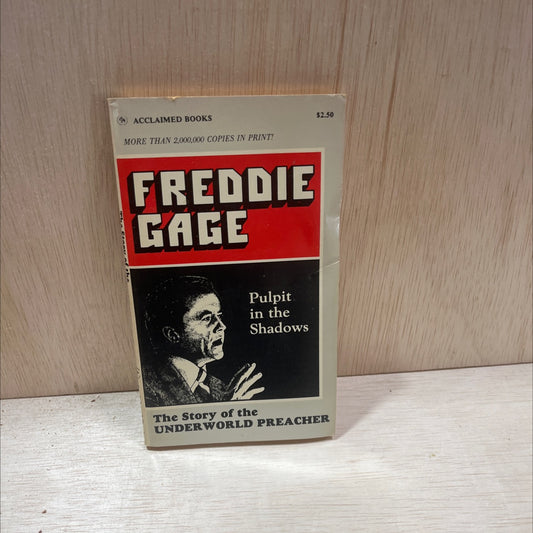 ACCLAIMED BOOKS
$2.50
MORE THAN 2,000,000 COPIES IN PRINT!
FREDDIE
GAGE
Pulpit
in the
Shadows
The Story of the
UNDERWORLD PREACHER